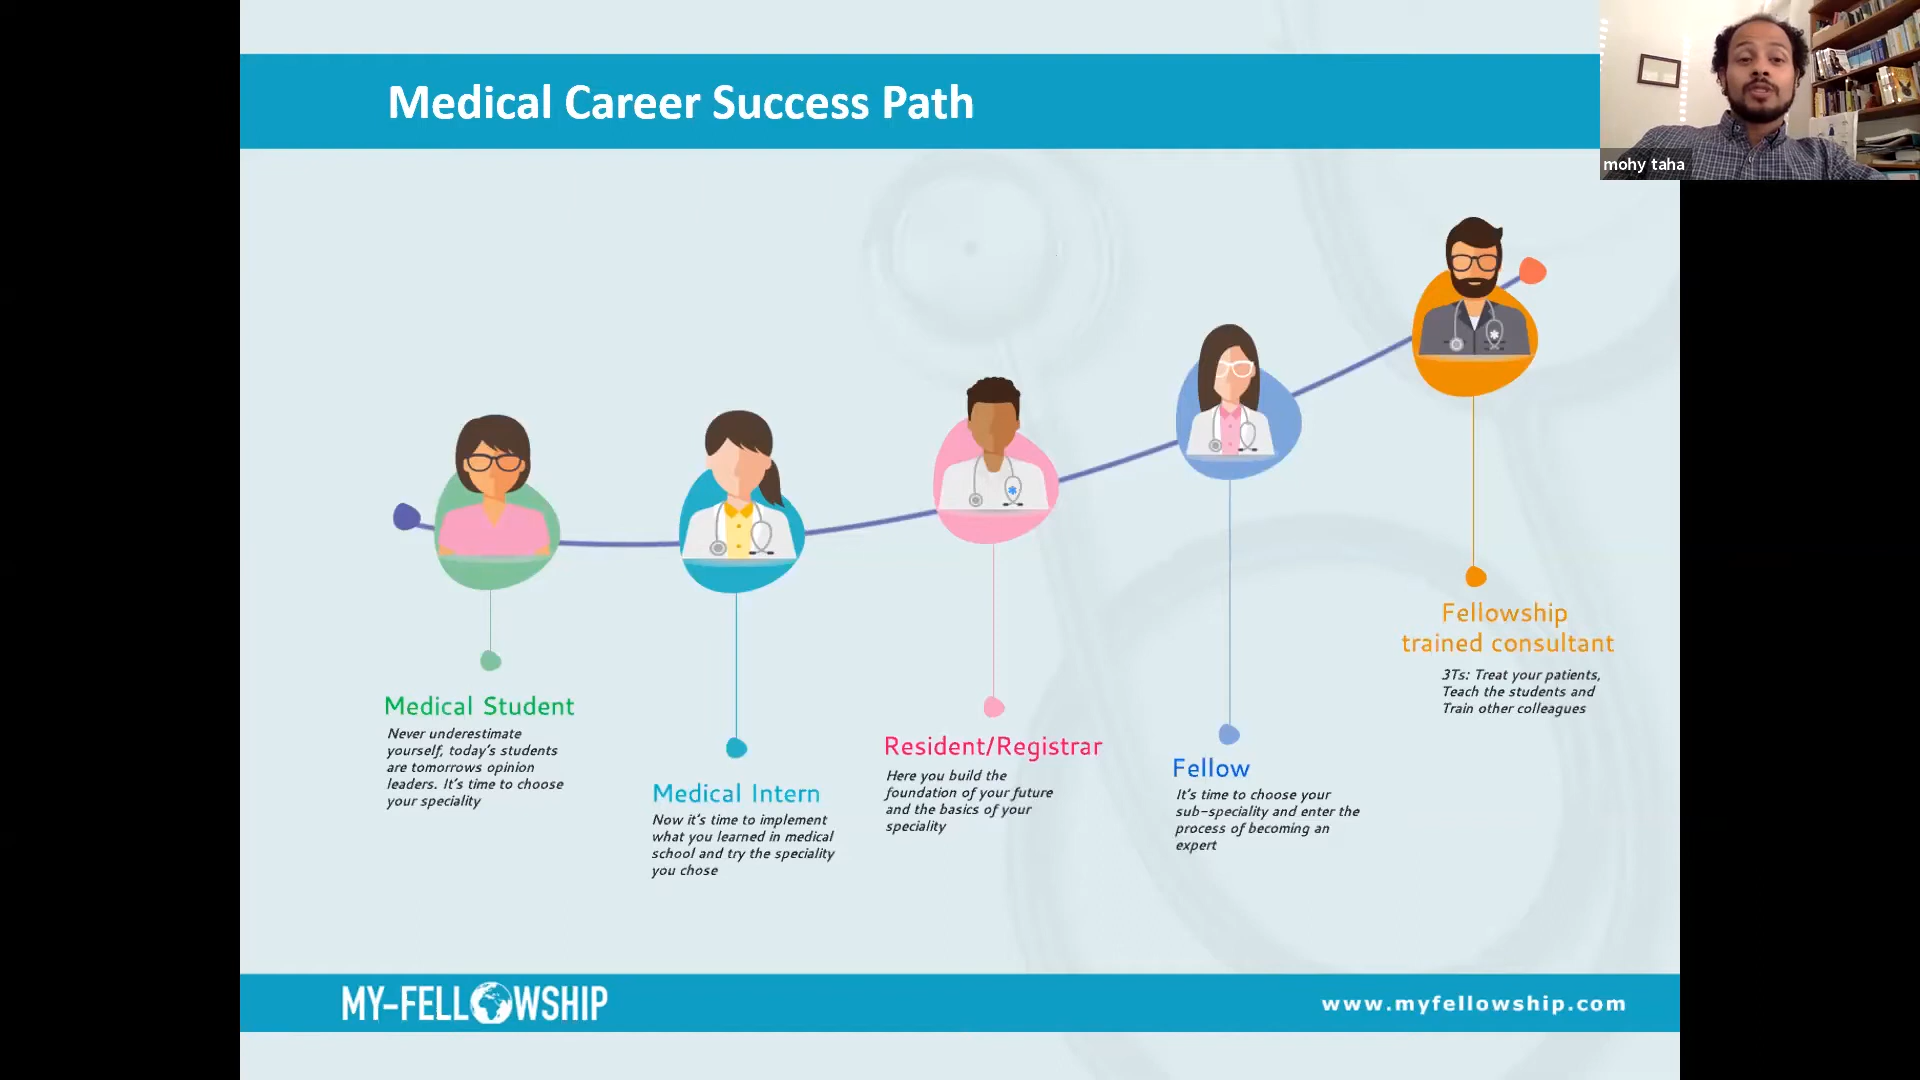 Medical Career Success Path
mohy taha
Medical Student
Never underestimate
yourself, today's students
are tomorrows opinion
leaders. It's time to choose
your speciality
Medical Intern
Now it's time to implement
what you learned in medical
school and try the speciality
you chose
Resident/Registrar
Here you build the
foundation of your future
and the basics of your
speciality
Fellow
It's time to choose your
sub-speciality and enter the
process of becoming an
expert
Fellowship
trained consultant
3Ts: Treat your patients,
Teach the students and
Train other colleagues
MY-FELLOWSHIP
www.myfellowship.com